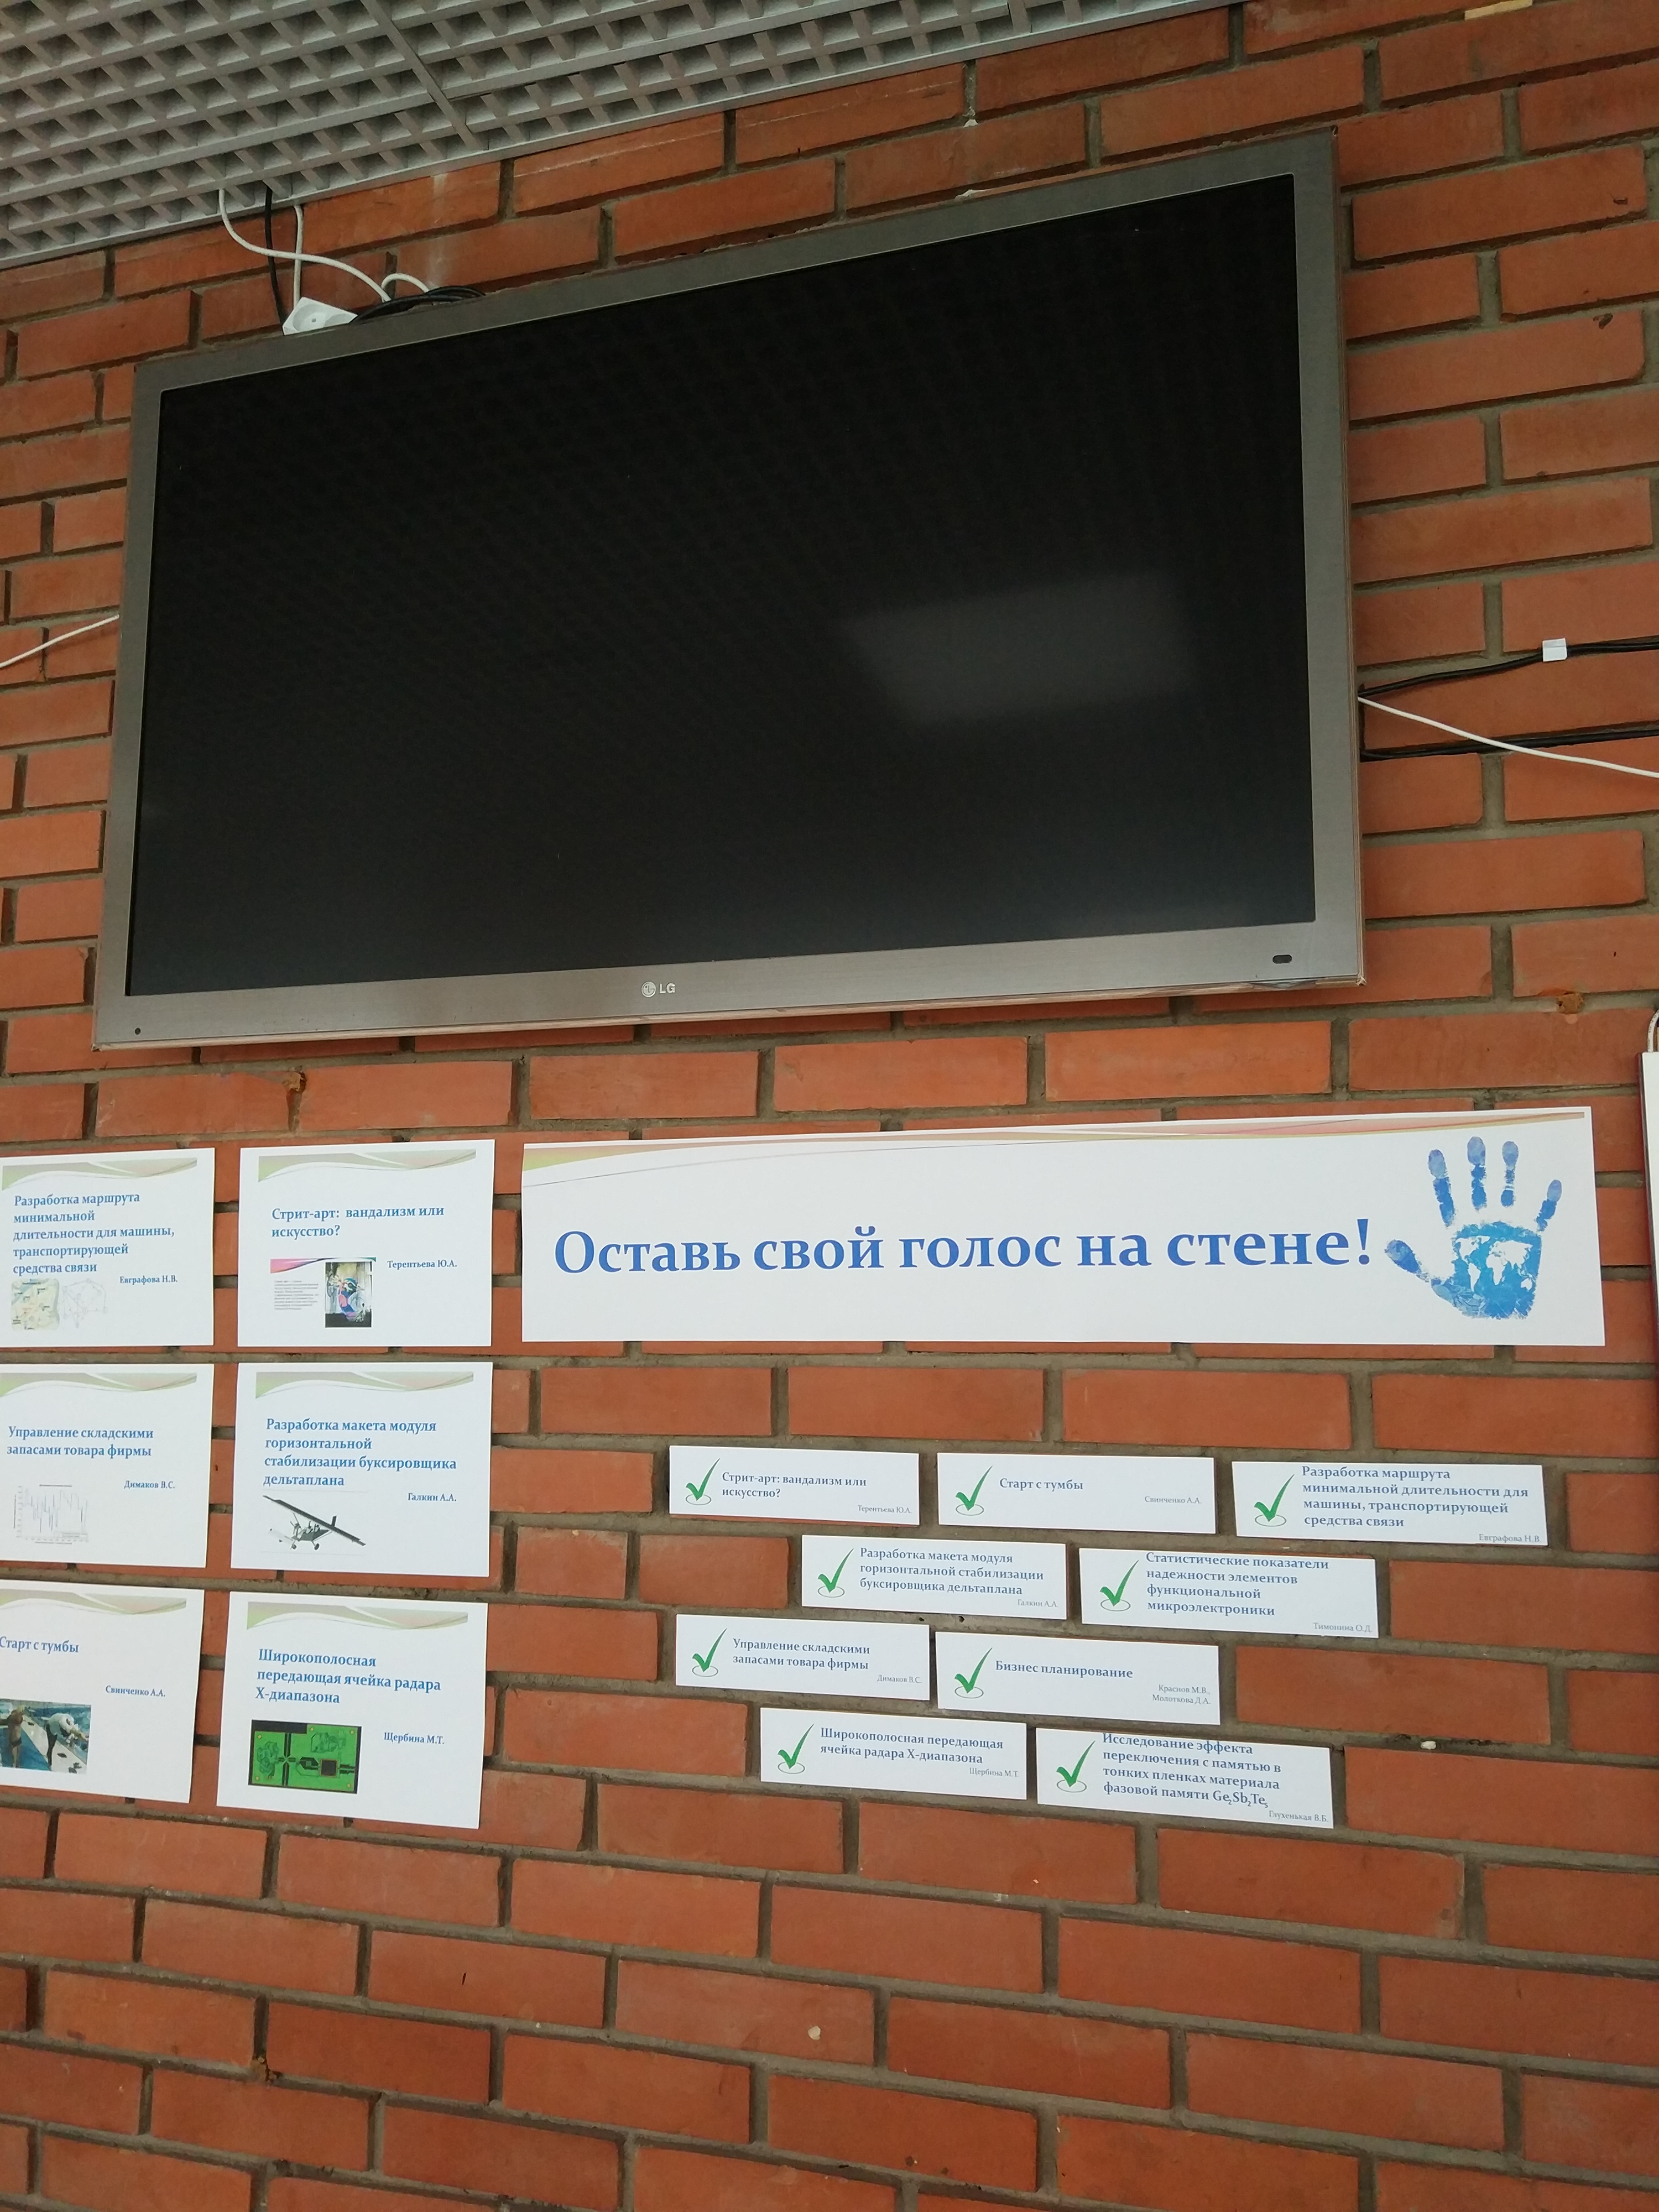 LG
Разработка маршрута
минимальной
длительности для машины,
транспортирующей
средства связи
Евграфова Н.В.
Стрит-арт: вандализм или
искусство?
Терентьева Ю.А.
Оставь свой голос на стене!
Управление складскими
запасами товара фирмы
Димаков В.С.
Разработка макета модуля
горизонтальной
стабилизации буксировщика
дельтаплана
Галкин А.А.
Старт с тумбы
Свинченко А.А.
Широкополосная
передающая ячейка радара
Х-диапазона
Щербина М.Т.
Стрит-арт: вандализм или
искусство?
Терентьева Ю.А.
Старт с тумбы
Свинченко А.А.
Разработка маршрута
минимальной длительности для
машины, транспортирующей
средства связи
Евграфова Н.В.
Разработка макета модуля
горизонтальной стабилизации
буксировщика дельтаплана
Галкин А.А.
Статистические показатели
надежности элементов
функциональной
микроэлектроники
Тимонина О.Д.
Управление складскими
запасами товара фирмы
Димаков В.С.
Бизнес планирование
Краснов М.В.,
Молоткова Д.А.
Широкополосная передающая
ячейка радара Х-диапазона
Щербина М.Т.
Исследование эффекта
переключения с памятью в
тонких пленках материала
фазовой памяти Ge₂Sb₂Te₅
Глухенькая В.Б.